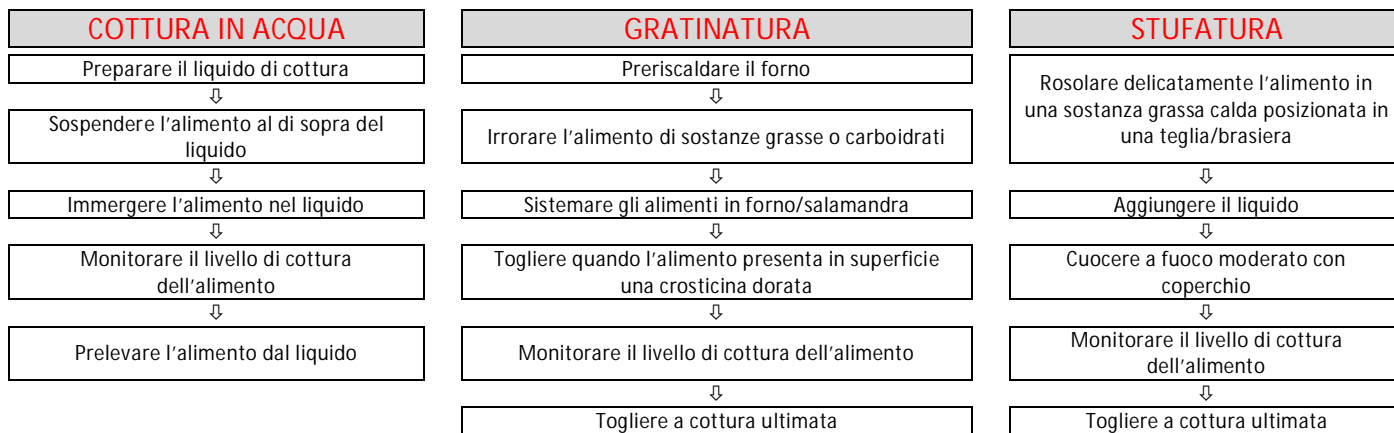 COTTURA IN ACQUA
Preparare il liquido di cottura
⇩
Sospendere l'alimento al di sopra del
liquido
⇩
Immergere l'alimento nel liquido
⇩
Monitorare il livello di cottura
dell'alimento
⇩
Prelevare l'alimento dal liquido
GRATINATURA
Preriscaldare il forno
⇩
Irrorare l'alimento di sostanze grasse o carboidrati
⇩
Sistemare gli alimenti in forno/salamandra
⇩
Togliere quando l'alimento presenta in superficie
una crosticina dorata
⇩
Monitorare il livello di cottura dell'alimento
⇩
Togliere a cottura ultimata
STUFATURA
Rosolare delicatamente l'alimento in
una sostanza grassa calda posizionata in
una teglia/brasiera
⇩
Aggiungere il liquido
⇩
Cuocere a fuoco moderato con
coperchio
⇩
Monitorare il livello di cottura
dell'alimento
⇩
Togliere a cottura ultimata